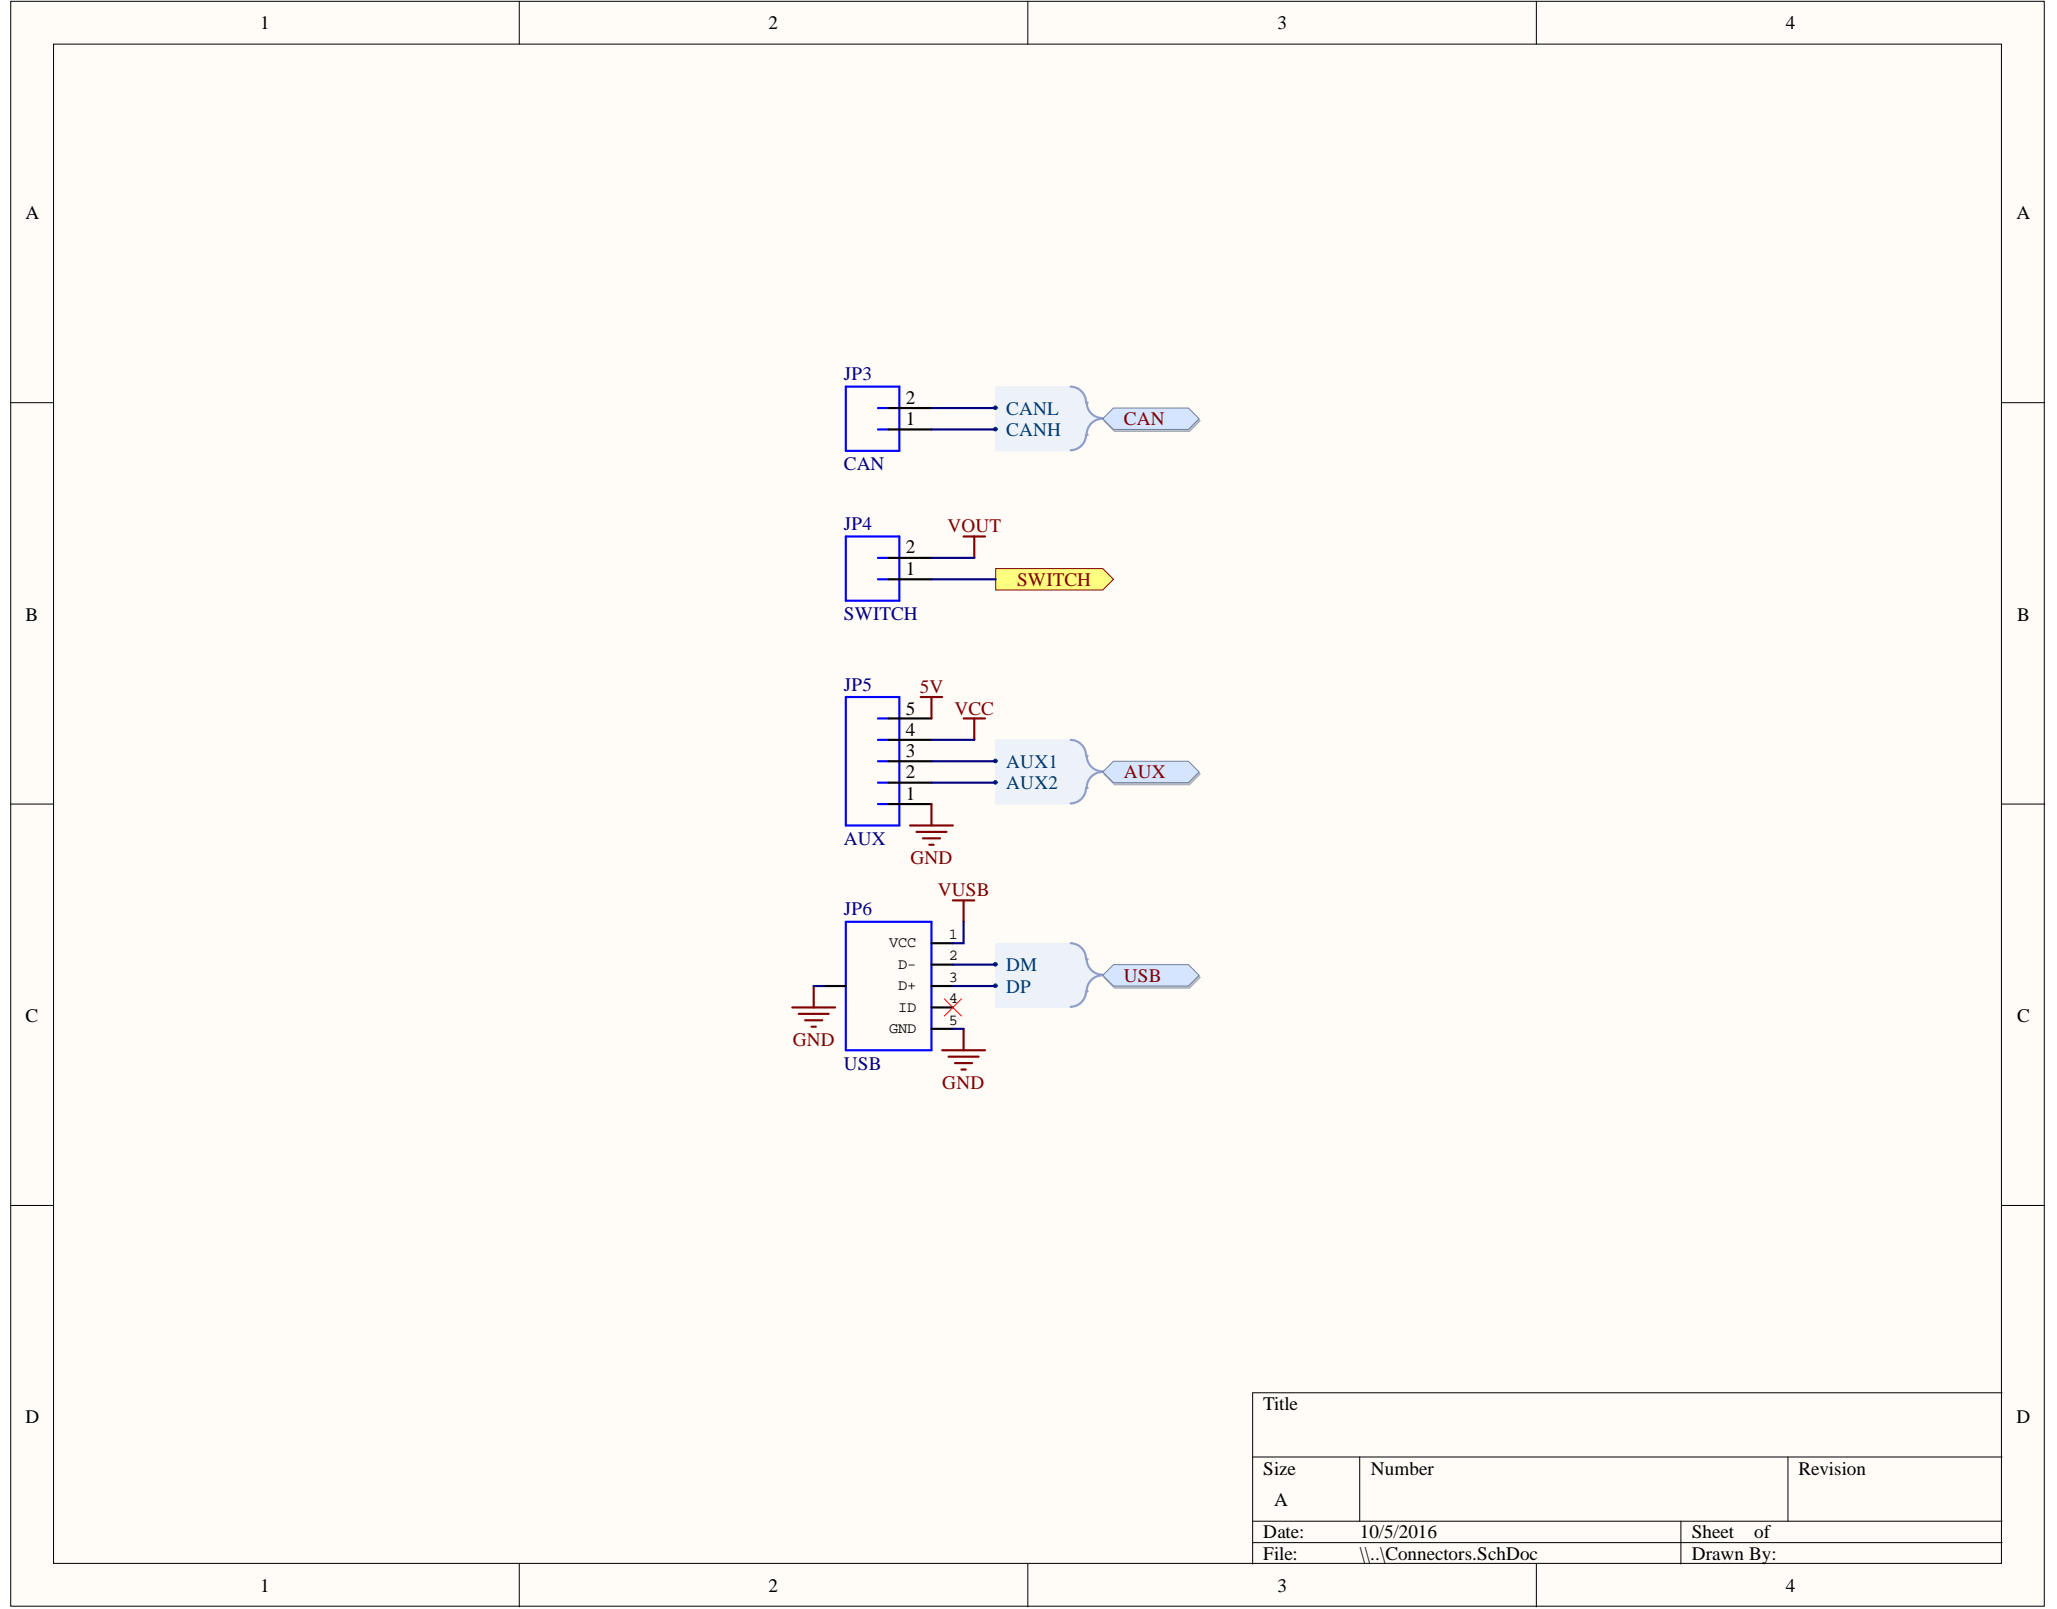 1 2 3 4
A A
JP3
2 CANL
1 CANH
CAN
CAN
B B
JP4 VOUT
2
1 SWITCH
SWITCH
JP5 5V
5 VCC
4
3 AUX1
2 AUX2
AUX
1
AUX
GND
VUSB
JP6
VCC 1
D- 2 DM
D+ 3 DP
USB
ID 4
GND 5
GND
USB
GND
C C
D D
Title
Size Number Revision
A
Date: 10/5/2016 Sheet of
File: \\..\Connectors.SchDoc Drawn By:
1 2 3 4